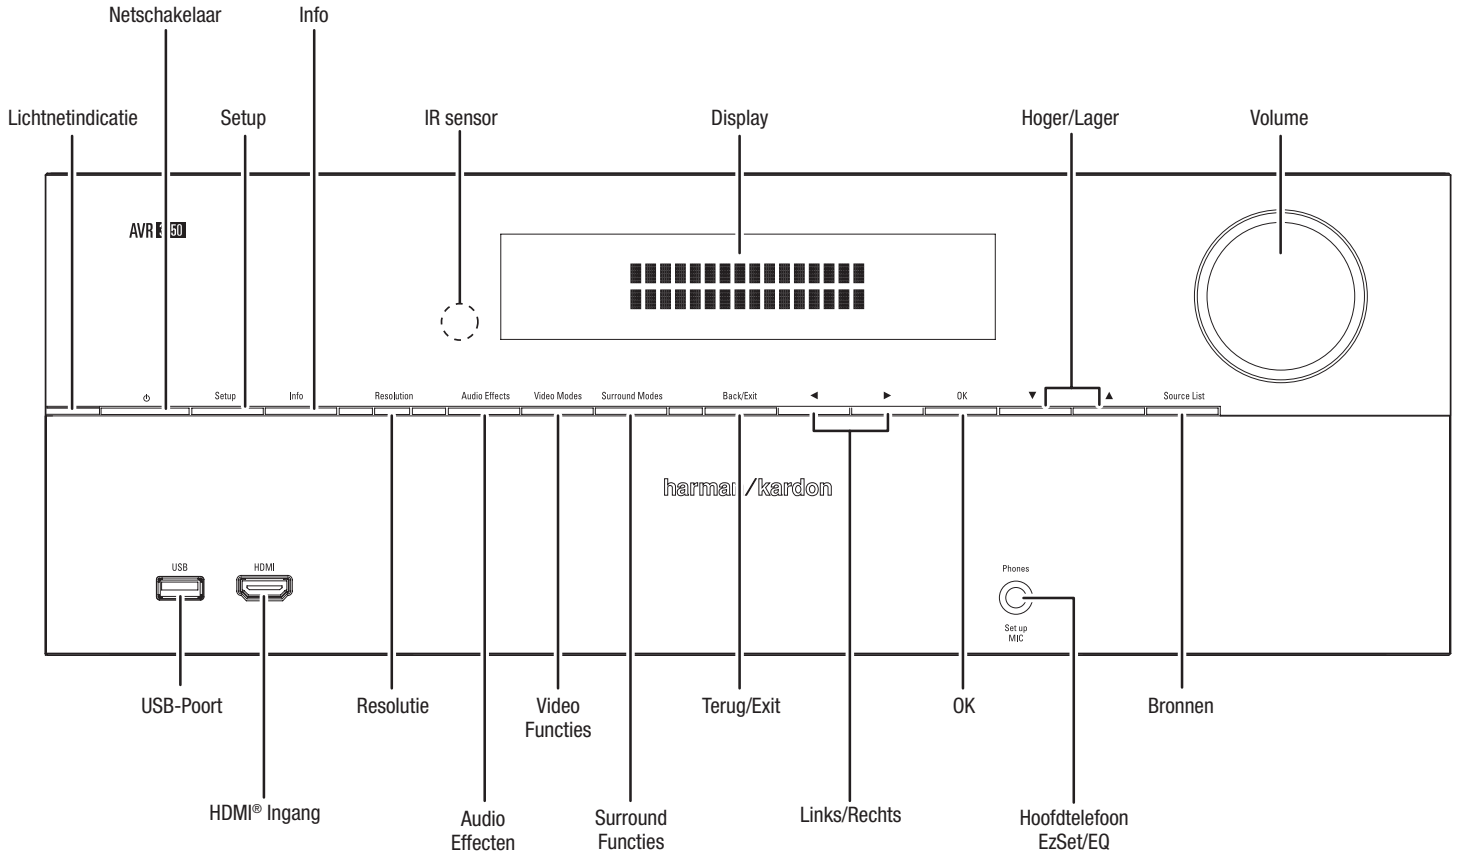 Netschakelaar
Info
Lichtnetindicatie
Setup
IR sensor
Display
Hoger/Lager
Volume
AVR 50
Setup
Info
Resolution
Audio Effects
Video Modes
Surround Modes
Back/Exit
◄
►
OK
▼
▲
Source List
harman/kardon
USB
HDMI
Phones
Set up
MIC
USB-Poort
Resolutie
Video
Functies
Terug/Exit
OK
Bronnen
HDMI® Ingang
Audio
Effecten
Surround
Functies
Links/Rechts
Hoofdtelefoon
EzSet/EQ